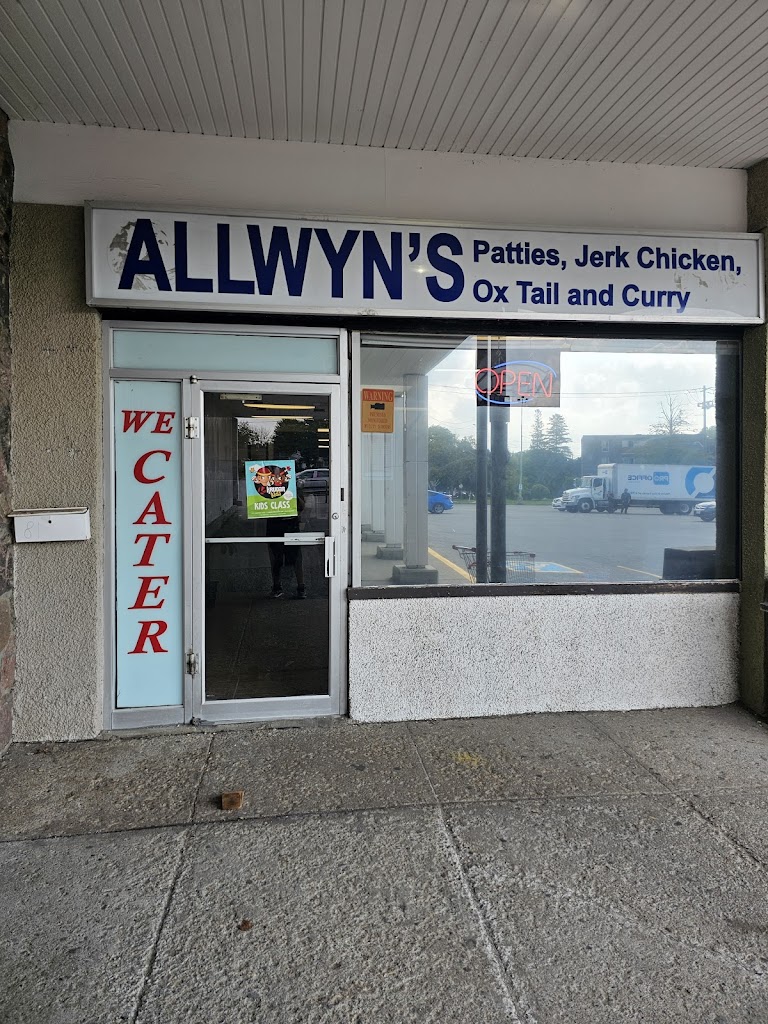 ALLWYN'S
Patties, Jerk Chicken,
Ox Tail and Curry
WE
CATER
OPEN
WARNING
KIDS CLASS